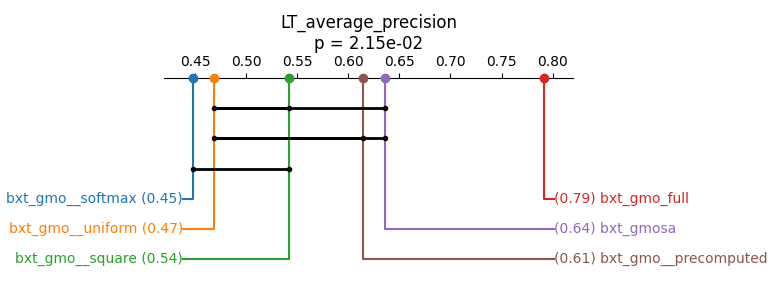 LT_average_precision
p = 2.15e-02
0.45 0.50 0.55 0.60 0.65 0.70 0.75 0.80
bxt_gmo__softmax (0.45) (0.79) bxt_gmo_full
bxt_gmo__uniform (0.47) (0.64) bxt_gmosa
bxt_gmo__square (0.54) (0.61) bxt_gmo__precomputed